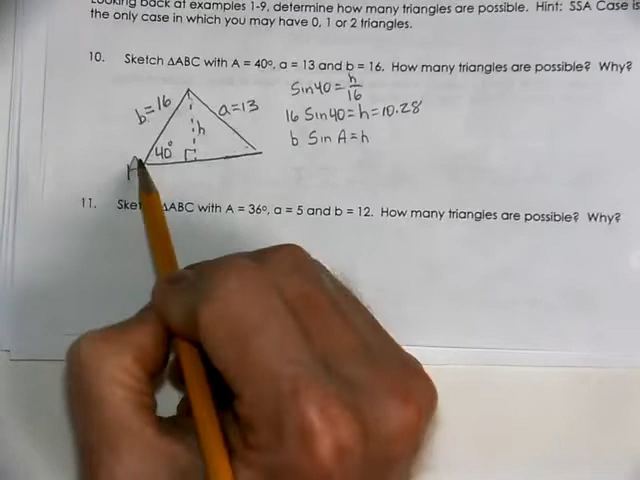 Looking back at examples 1-9, determine how many triangles are possible. Hint: SSA Case is
the only case in which you may have 0, 1 or 2 triangles.
10. Sketch ΔABC with A = 40º, a = 13 and b = 16. How many triangles are possible? Why?
b=16
a=13
h
40°
A
Sin40=h/16
16 Sin40=h=10.28
b Sin A=h
11. Sket ΔABC with A = 36º, a = 5 and b = 12. How many triangles are possible? Why?